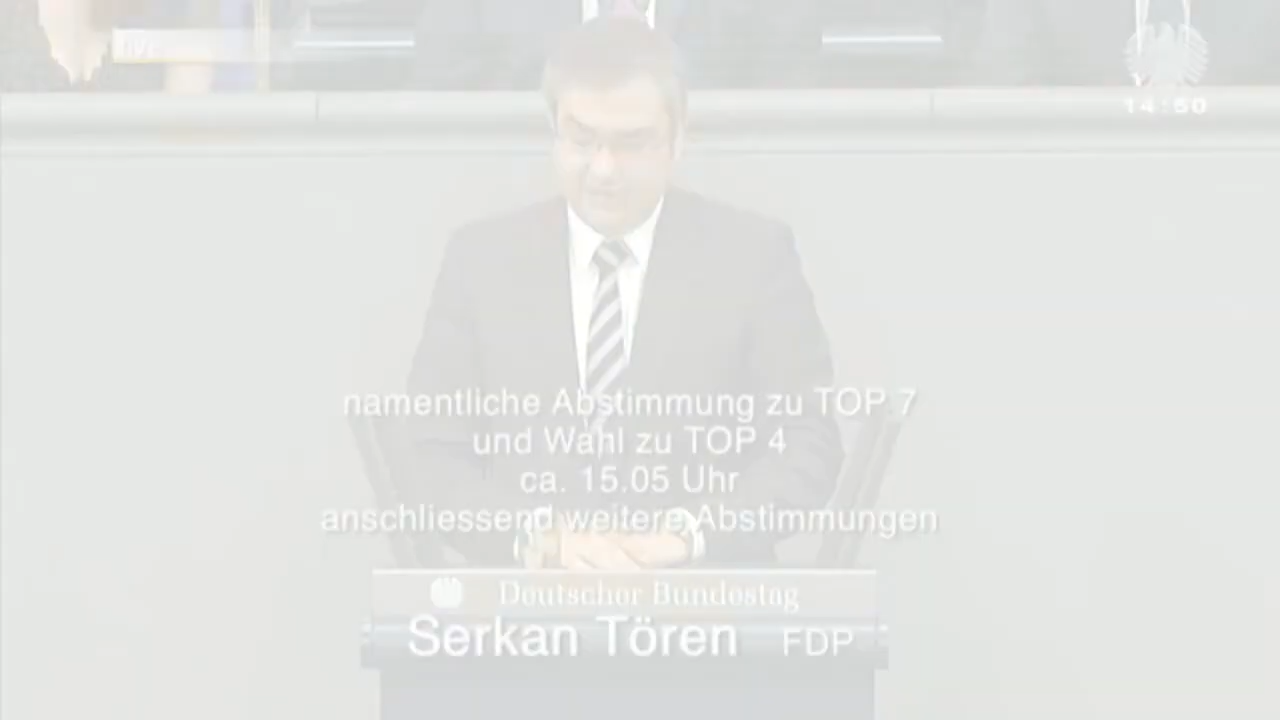 live
14:50
namentliche Abstimmung zu TOP 7
und Wahl zu TOP 4
ca. 15.05 Uhr
anschliessend weitere Abstimmungen
Deutscher Bundestag
Serkan Tören FDP